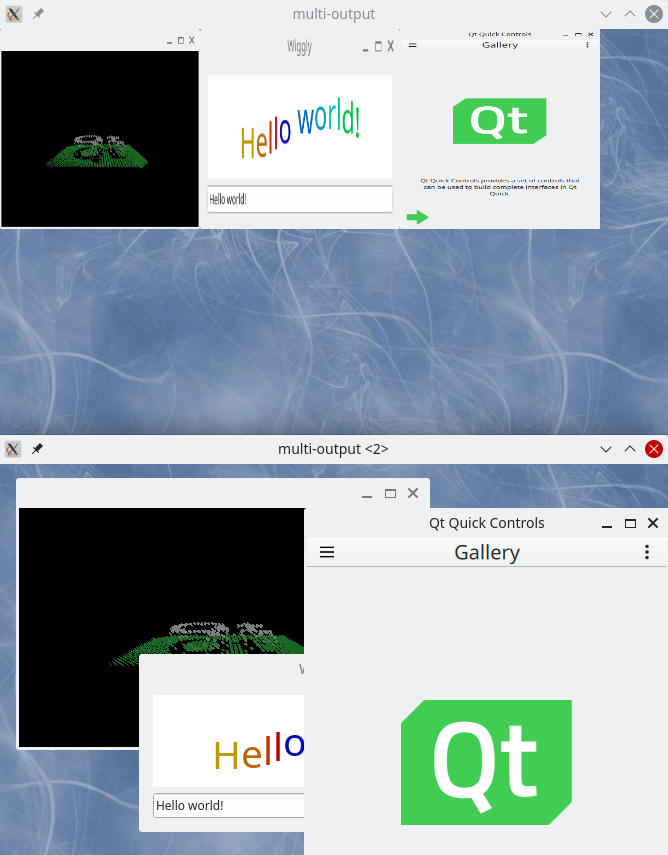 multi-output
Wiggly
Hello world!
Hello world!
Qt Quick Controls
Gallery
Qt
Qt Quick Controls provides a set of controls that
can be used to build complete interfaces in Qt
Quick.
multi-output <2>
Qt Quick Controls
Gallery
Hello
Hello world!
Qt